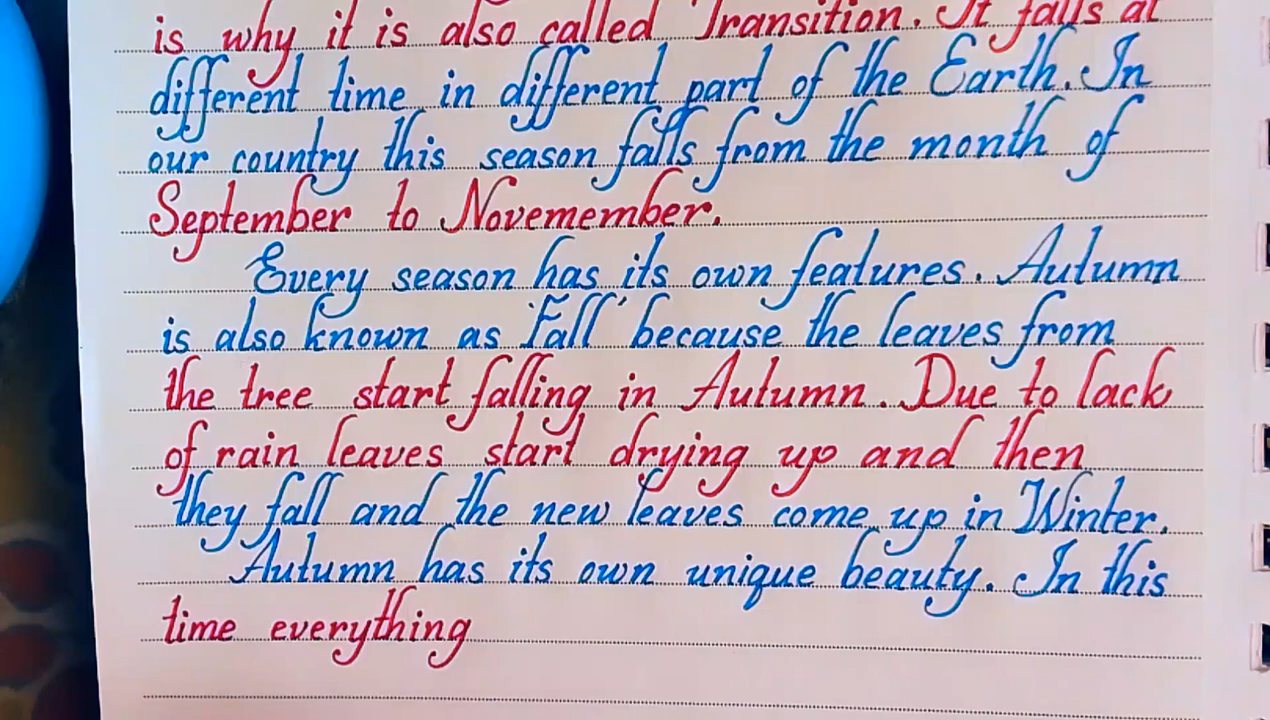 is why it is also called Transition. It falls at
different time in different part of the Earth. In
our country this season falls from the month of
September to Novemember.
Every season has its own features. Autumn
is also known as 'Fall' because the leaves from
the tree start falling in Autumn. Due to lack
of rain leaves start drying up and then
they fall and the new leaves come up in Winter.
Autumn has its own unique beauty. In this
time everything